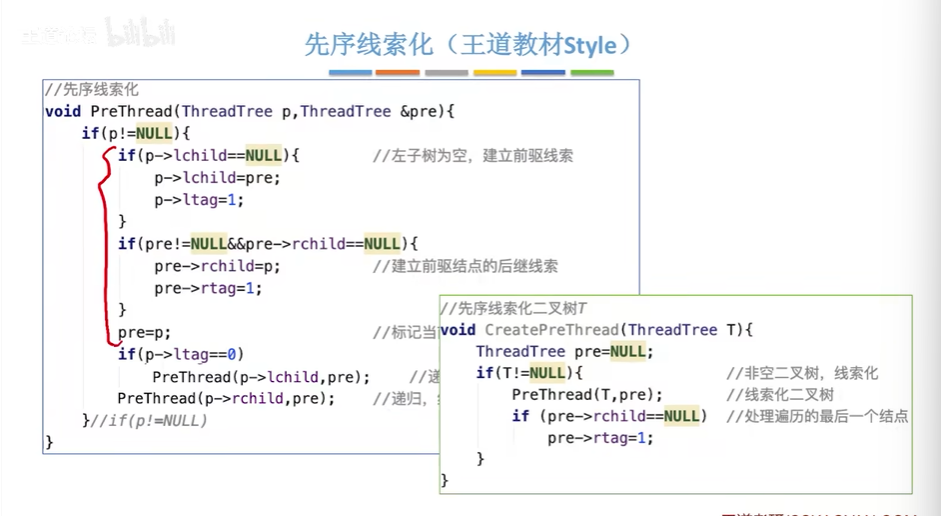 bilibili
先序线索化（王道教材Style）
//先序线索化
void PreThread(ThreadTree p,ThreadTree &pre){
if(p!=NULL){
if(p->lchild==NULL){ //左子树为空，建立前驱线索
p->lchild=pre;
p->ltag=1;
}
if(pre!=NULL&&pre->rchild==NULL){
pre->rchild=p; //建立前驱结点的后继线索
pre->rtag=1;
}
pre=p; //标记当
if(p->ltag==0)
PreThread(p->lchild,pre); //递
PreThread(p->rchild,pre); //递归，
}//if(p!=NULL)
}
//先序线索化二叉树T
void CreatePreThread(ThreadTree T){
ThreadTree pre=NULL;
if(T!=NULL){ //非空二叉树，线索化
PreThread(T,pre); //线索化二叉树
if (pre->rchild==NULL) //处理遍历的最后一个结点
pre->rtag=1;
}
}